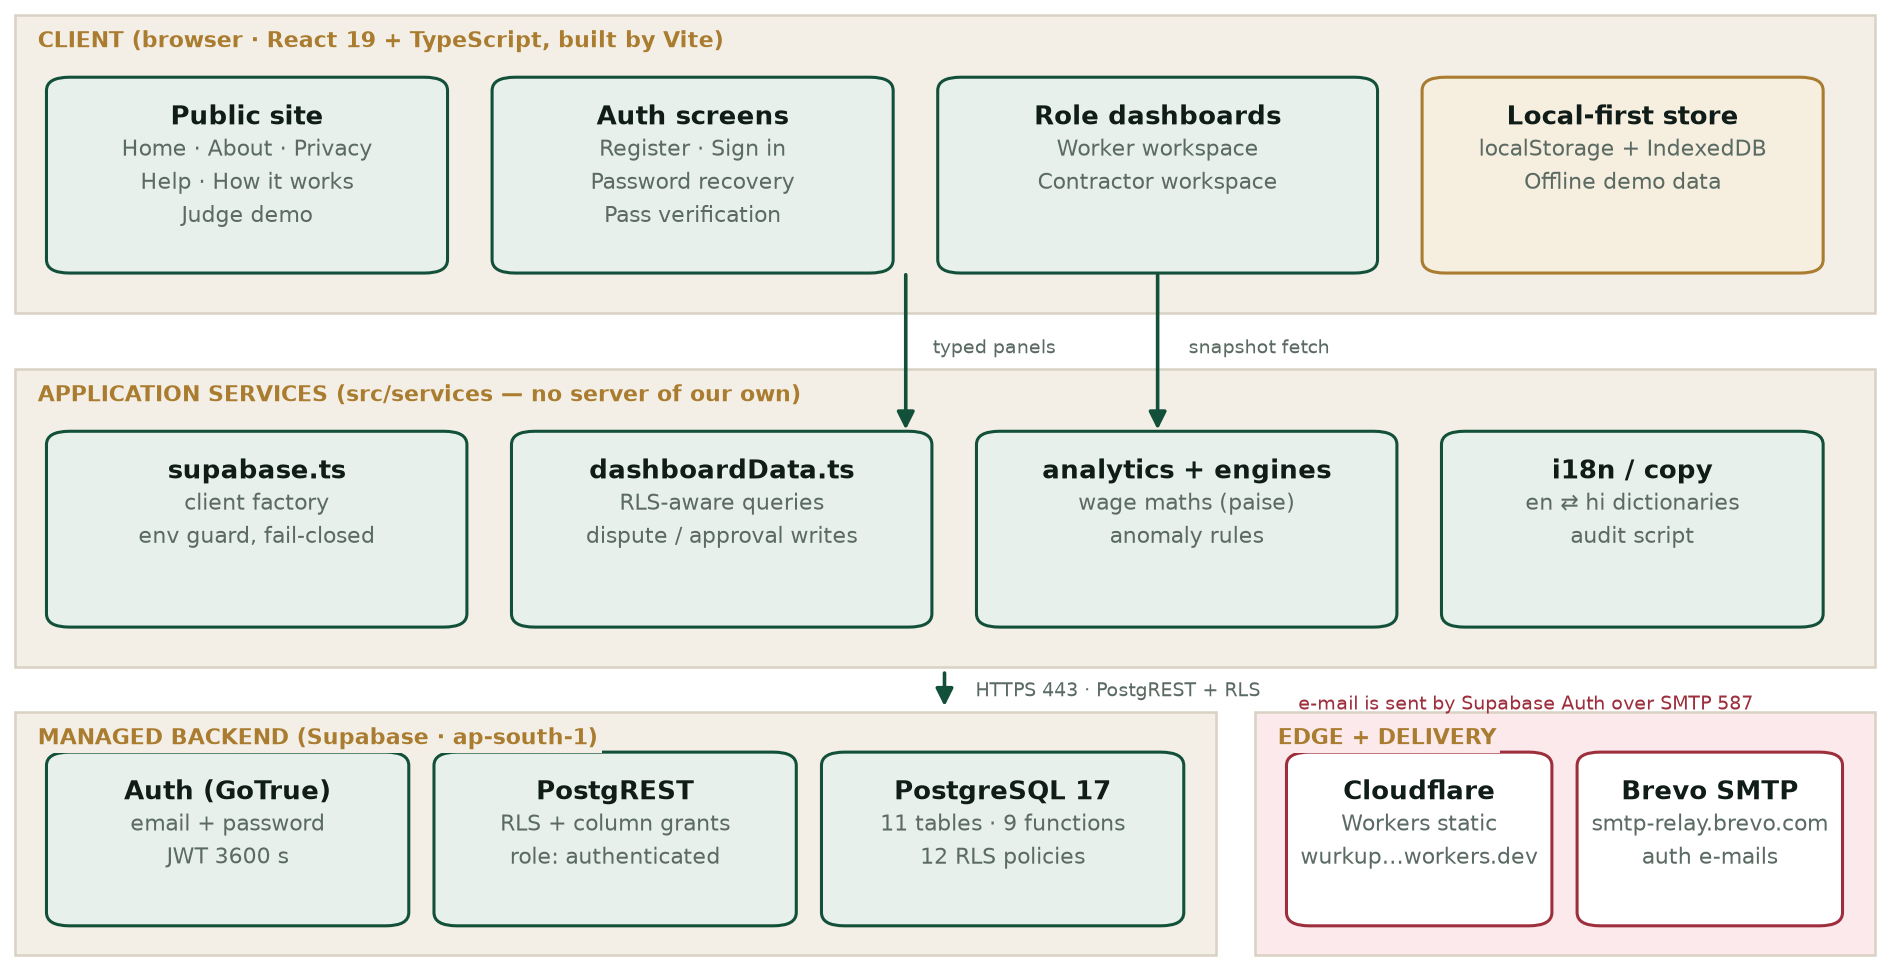 CLIENT (browser · React 19 + TypeScript, built by Vite)
Public site
Home · About · Privacy
Help · How it works
Judge demo
Auth screens
Register · Sign in
Password recovery
Pass verification
Role dashboards
Worker workspace
Contractor workspace
Local-first store
localStorage + IndexedDB
Offline demo data
typed panels
snapshot fetch
APPLICATION SERVICES (src/services — no server of our own)
supabase.ts
client factory
env guard, fail-closed
dashboardData.ts
RLS-aware queries
dispute / approval writes
analytics + engines
wage maths (paise)
anomaly rules
i18n / copy
en ⇄ hi dictionaries
audit script
HTTPS 443 · PostgREST + RLS
e-mail is sent by Supabase Auth over SMTP 587
MANAGED BACKEND (Supabase · ap-south-1)
Auth (GoTrue)
email + password
JWT 3600 s
PostgREST
RLS + column grants
role: authenticated
PostgreSQL 17
11 tables · 9 functions
12 RLS policies
EDGE + DELIVERY
Cloudflare
Workers static
wurkup…workers.dev
Brevo SMTP
smtp-relay.brevo.com
auth e-mails